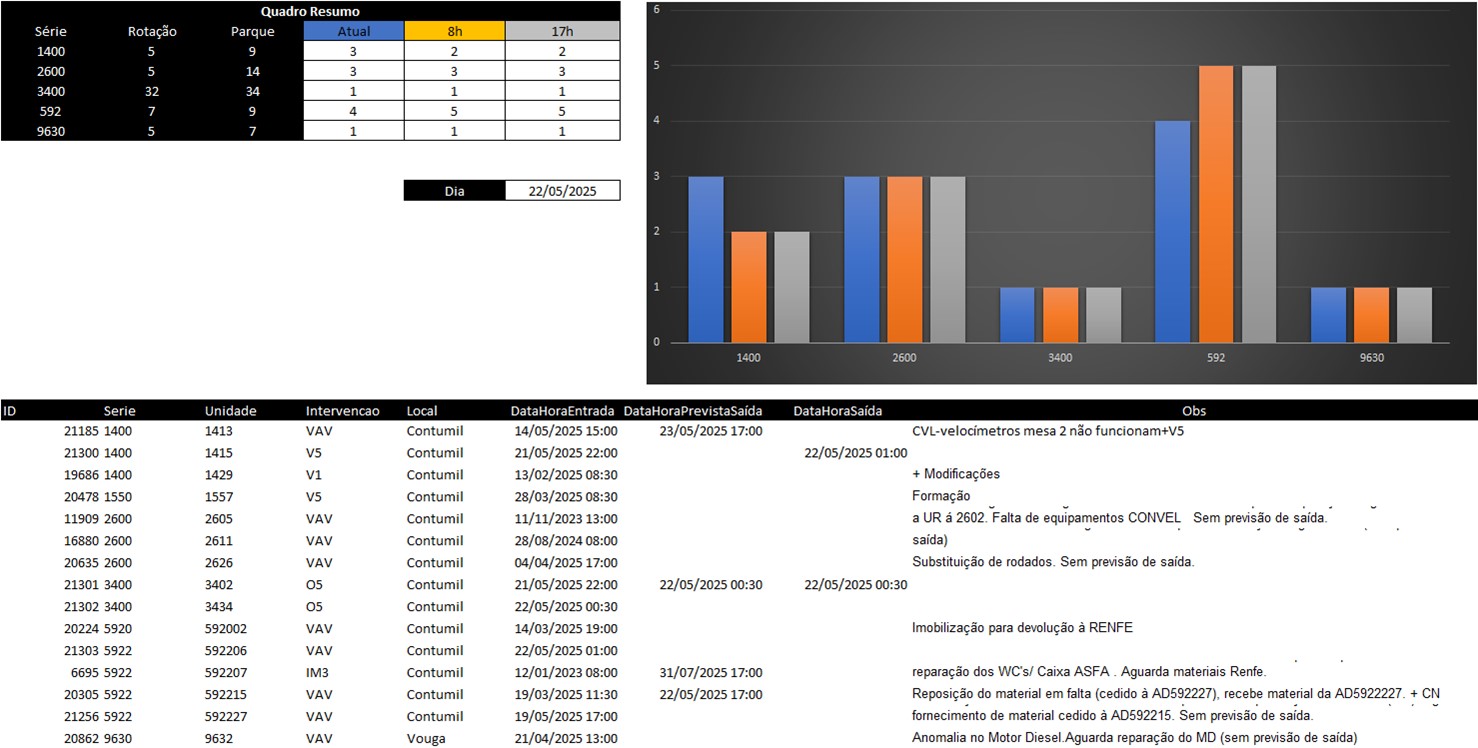 Quadro Resumo
Série Rotação Parque Atual 8h 17h
1400 5 9 3 2 2
2600 5 14 3 3 3
3400 32 34 1 1 1
592 7 9 4 5 5
9630 5 7 1 1 1
Dia 22/05/2025
6
5
4
3
2
1
0
1400 2600 3400 592 9630
ID Serie Unidade Intervencao Local DataHoraEntrada DataHoraPrevistaSaída DataHoraSaída Obs
21185 1400 1413 VAV Contumil 14/05/2025 15:00 23/05/2025 17:00 CVL-velocímetros mesa 2 não funcionam+V5
21300 1400 1415 V5 Contumil 21/05/2025 22:00 22/05/2025 01:00
19686 1400 1429 V1 Contumil 13/02/2025 08:30 + Modificações
20478 1550 1557 V5 Contumil 28/03/2025 08:30 Formação
11909 2600 2605 VAV Contumil 11/11/2023 13:00 a UR á 2602. Falta de equipamentos CONVEL Sem previsão de saída.
16880 2600 2611 VAV Contumil 28/08/2024 08:00 saída)
20635 2600 2626 VAV Contumil 04/04/2025 17:00 Substituição de rodados. Sem previsão de saída.
21301 3400 3402 O5 Contumil 21/05/2025 22:00 22/05/2025 00:30 22/05/2025 00:30
21302 3400 3434 O5 Contumil 22/05/2025 00:30
20224 5920 592002 VAV Contumil 14/03/2025 19:00 Imobilização para devolução à RENFE
21303 5922 592206 VAV Contumil 22/05/2025 01:00
6695 5922 592207 IM3 Contumil 12/01/2023 08:00 31/07/2025 17:00 reparação dos WC's/ Caixa ASFA . Aguarda materiais Renfe.
20305 5922 592215 VAV Contumil 19/03/2025 11:30 22/05/2025 17:00 Reposição do material em falta (cedido à AD592227), recebe material da AD5922227. + CN
21256 5922 592227 VAV Contumil 19/05/2025 17:00 fornecimento de material cedido à AD592215. Sem previsão de saída.
20862 9630 9632 VAV Vouga 21/04/2025 13:00 Anomalia no Motor Diesel.Aguarda reparação do MD (sem previsão de saída)